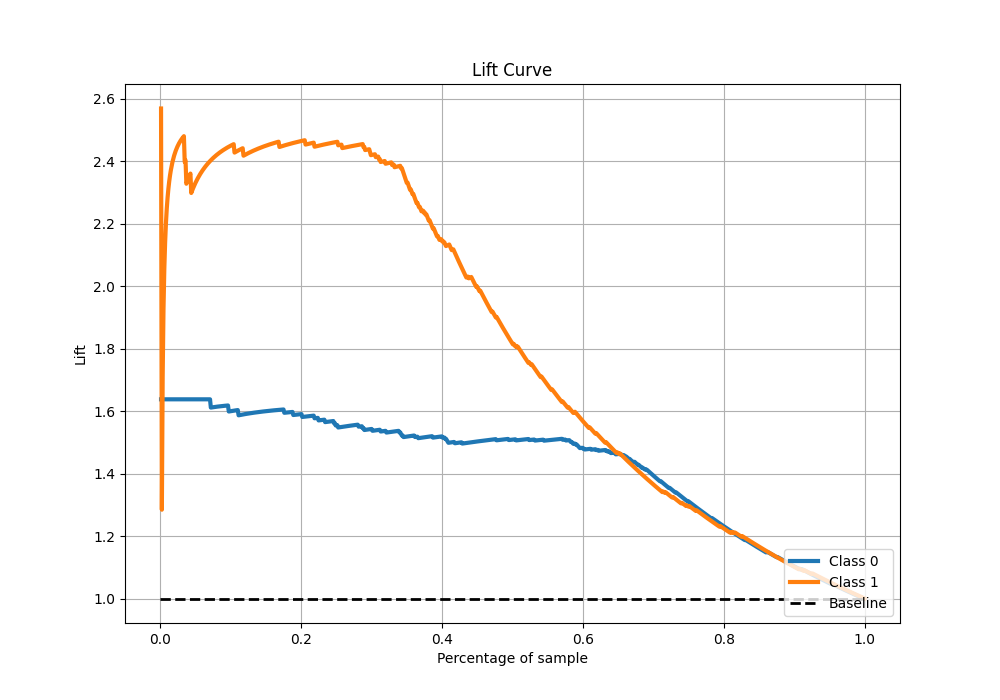 Lift Curve
Lift
2.6
2.4
2.2
2.0
1.8
1.6
1.4
1.2
1.0
0.0 0.2 0.4 0.6 0.8 1.0
Percentage of sample
Class 0
Class 1
Baseline